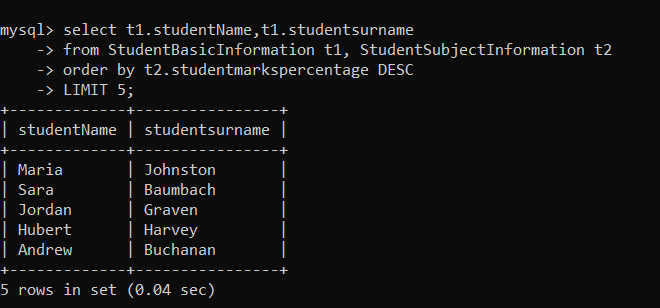 mysql> select t1.studentName,t1.studentsurname
    -> from StudentBasicInformation t1, StudentSubjectInformation t2
    -> order by t2.studentmarkspercentage DESC
    -> LIMIT 5;
+-------------+----------------+
| studentName | studentsurname |
+-------------+----------------+
| Maria       | Johnston       |
| Sara        | Baumbach       |
| Jordan      | Graven         |
| Hubert      | Harvey         |
| Andrew      | Buchanan       |
+-------------+----------------+
5 rows in set (0.04 sec)